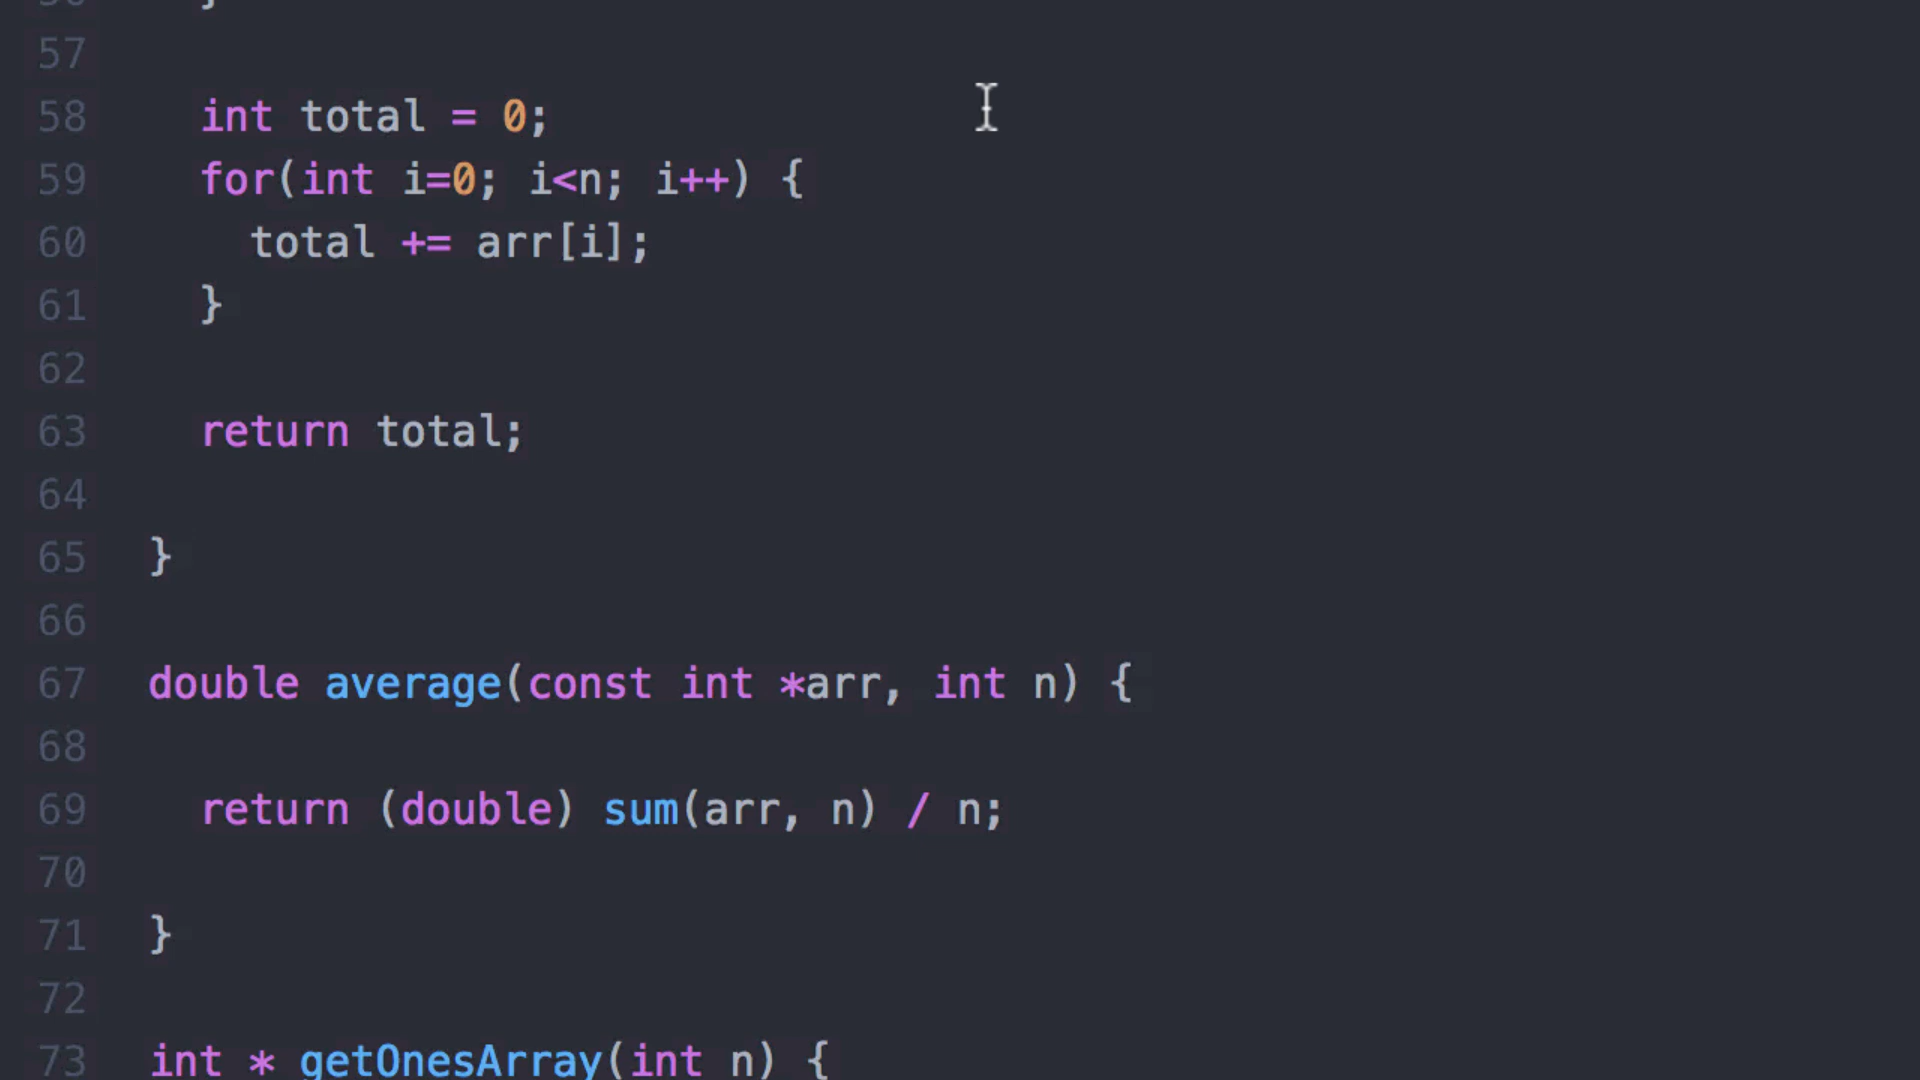 56 }
57
58 int total = 0;
59 for(int i=0; i<n; i++) {
60 total += arr[i];
61 }
62
63 return total;
64
65 }
66
67 double average(const int *arr, int n) {
68
69 return (double) sum(arr, n) / n;
70
71 }
72
73 int * getOnesArray(int n) {